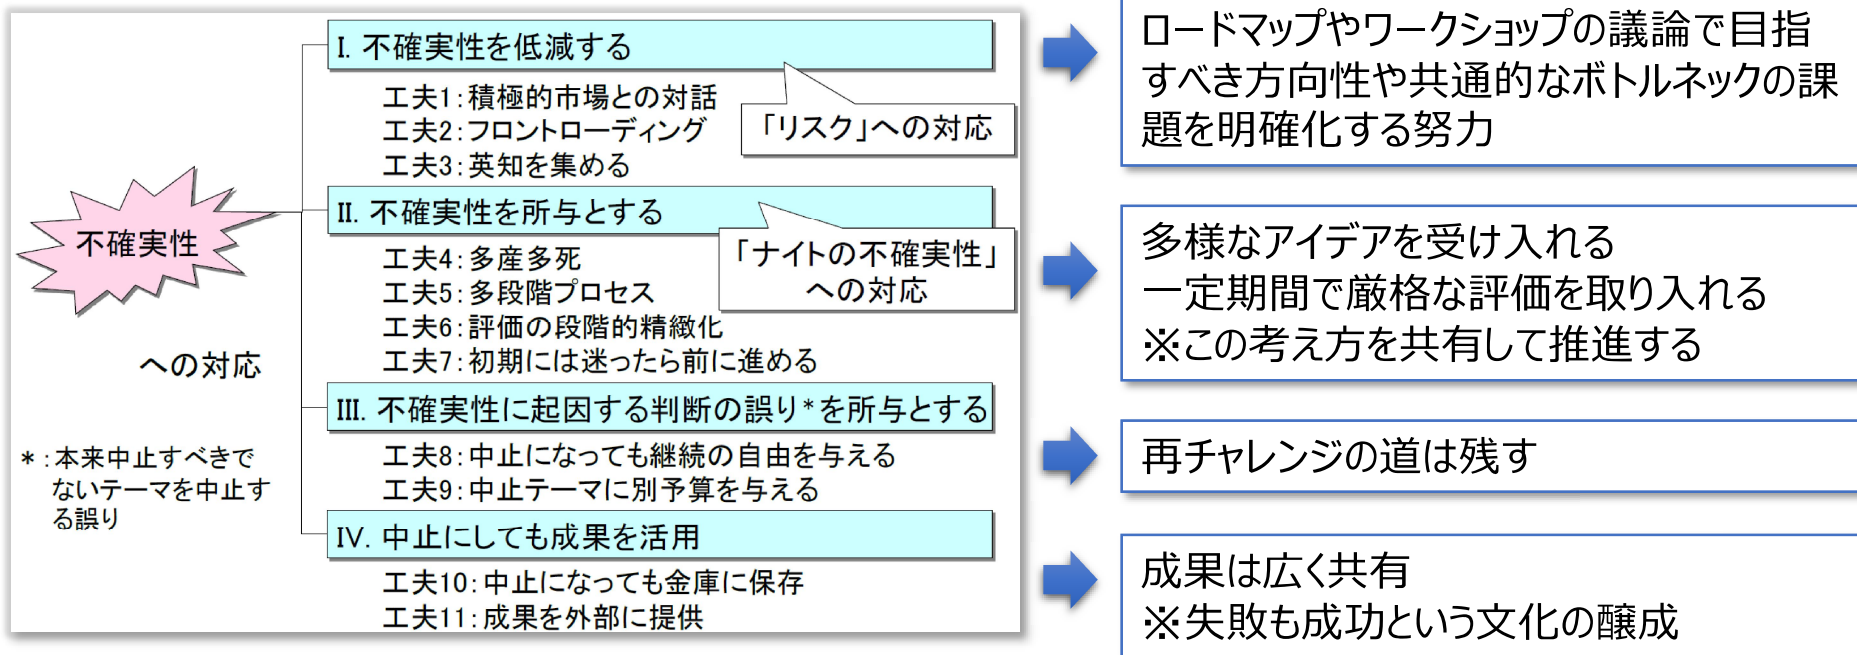 不確実性
への対応
*：本来中止すべきで
ないテーマを中止す
る誤り
I. 不確実性を低減する
工夫1：積極的市場との対話
工夫2：フロントローディング
工夫3：英知を集める
「リスク」への対応
II. 不確実性を所与とする
工夫4：多産多死
工夫5：多段階プロセス
工夫6：評価の段階的精緻化
工夫7：初期には迷ったら前に進める
「ナイトの不確実性」
への対応
III. 不確実性に起因する判断の誤り*を所与とする
工夫8：中止になっても継続の自由を与える
工夫9：中止テーマに別予算を与える
IV. 中止にしても成果を活用
工夫10：中止になっても金庫に保存
工夫11：成果を外部に提供
ロードマップやワークショップの議論で目指
すべき方向性や共通的なボトルネックの課
題を明確化する努力
多様なアイデアを受け入れる
一定期間で厳格な評価を取り入れる
※この考え方を共有して推進する
再チャレンジの道は残す
成果は広く共有
※失敗も成功という文化の醸成